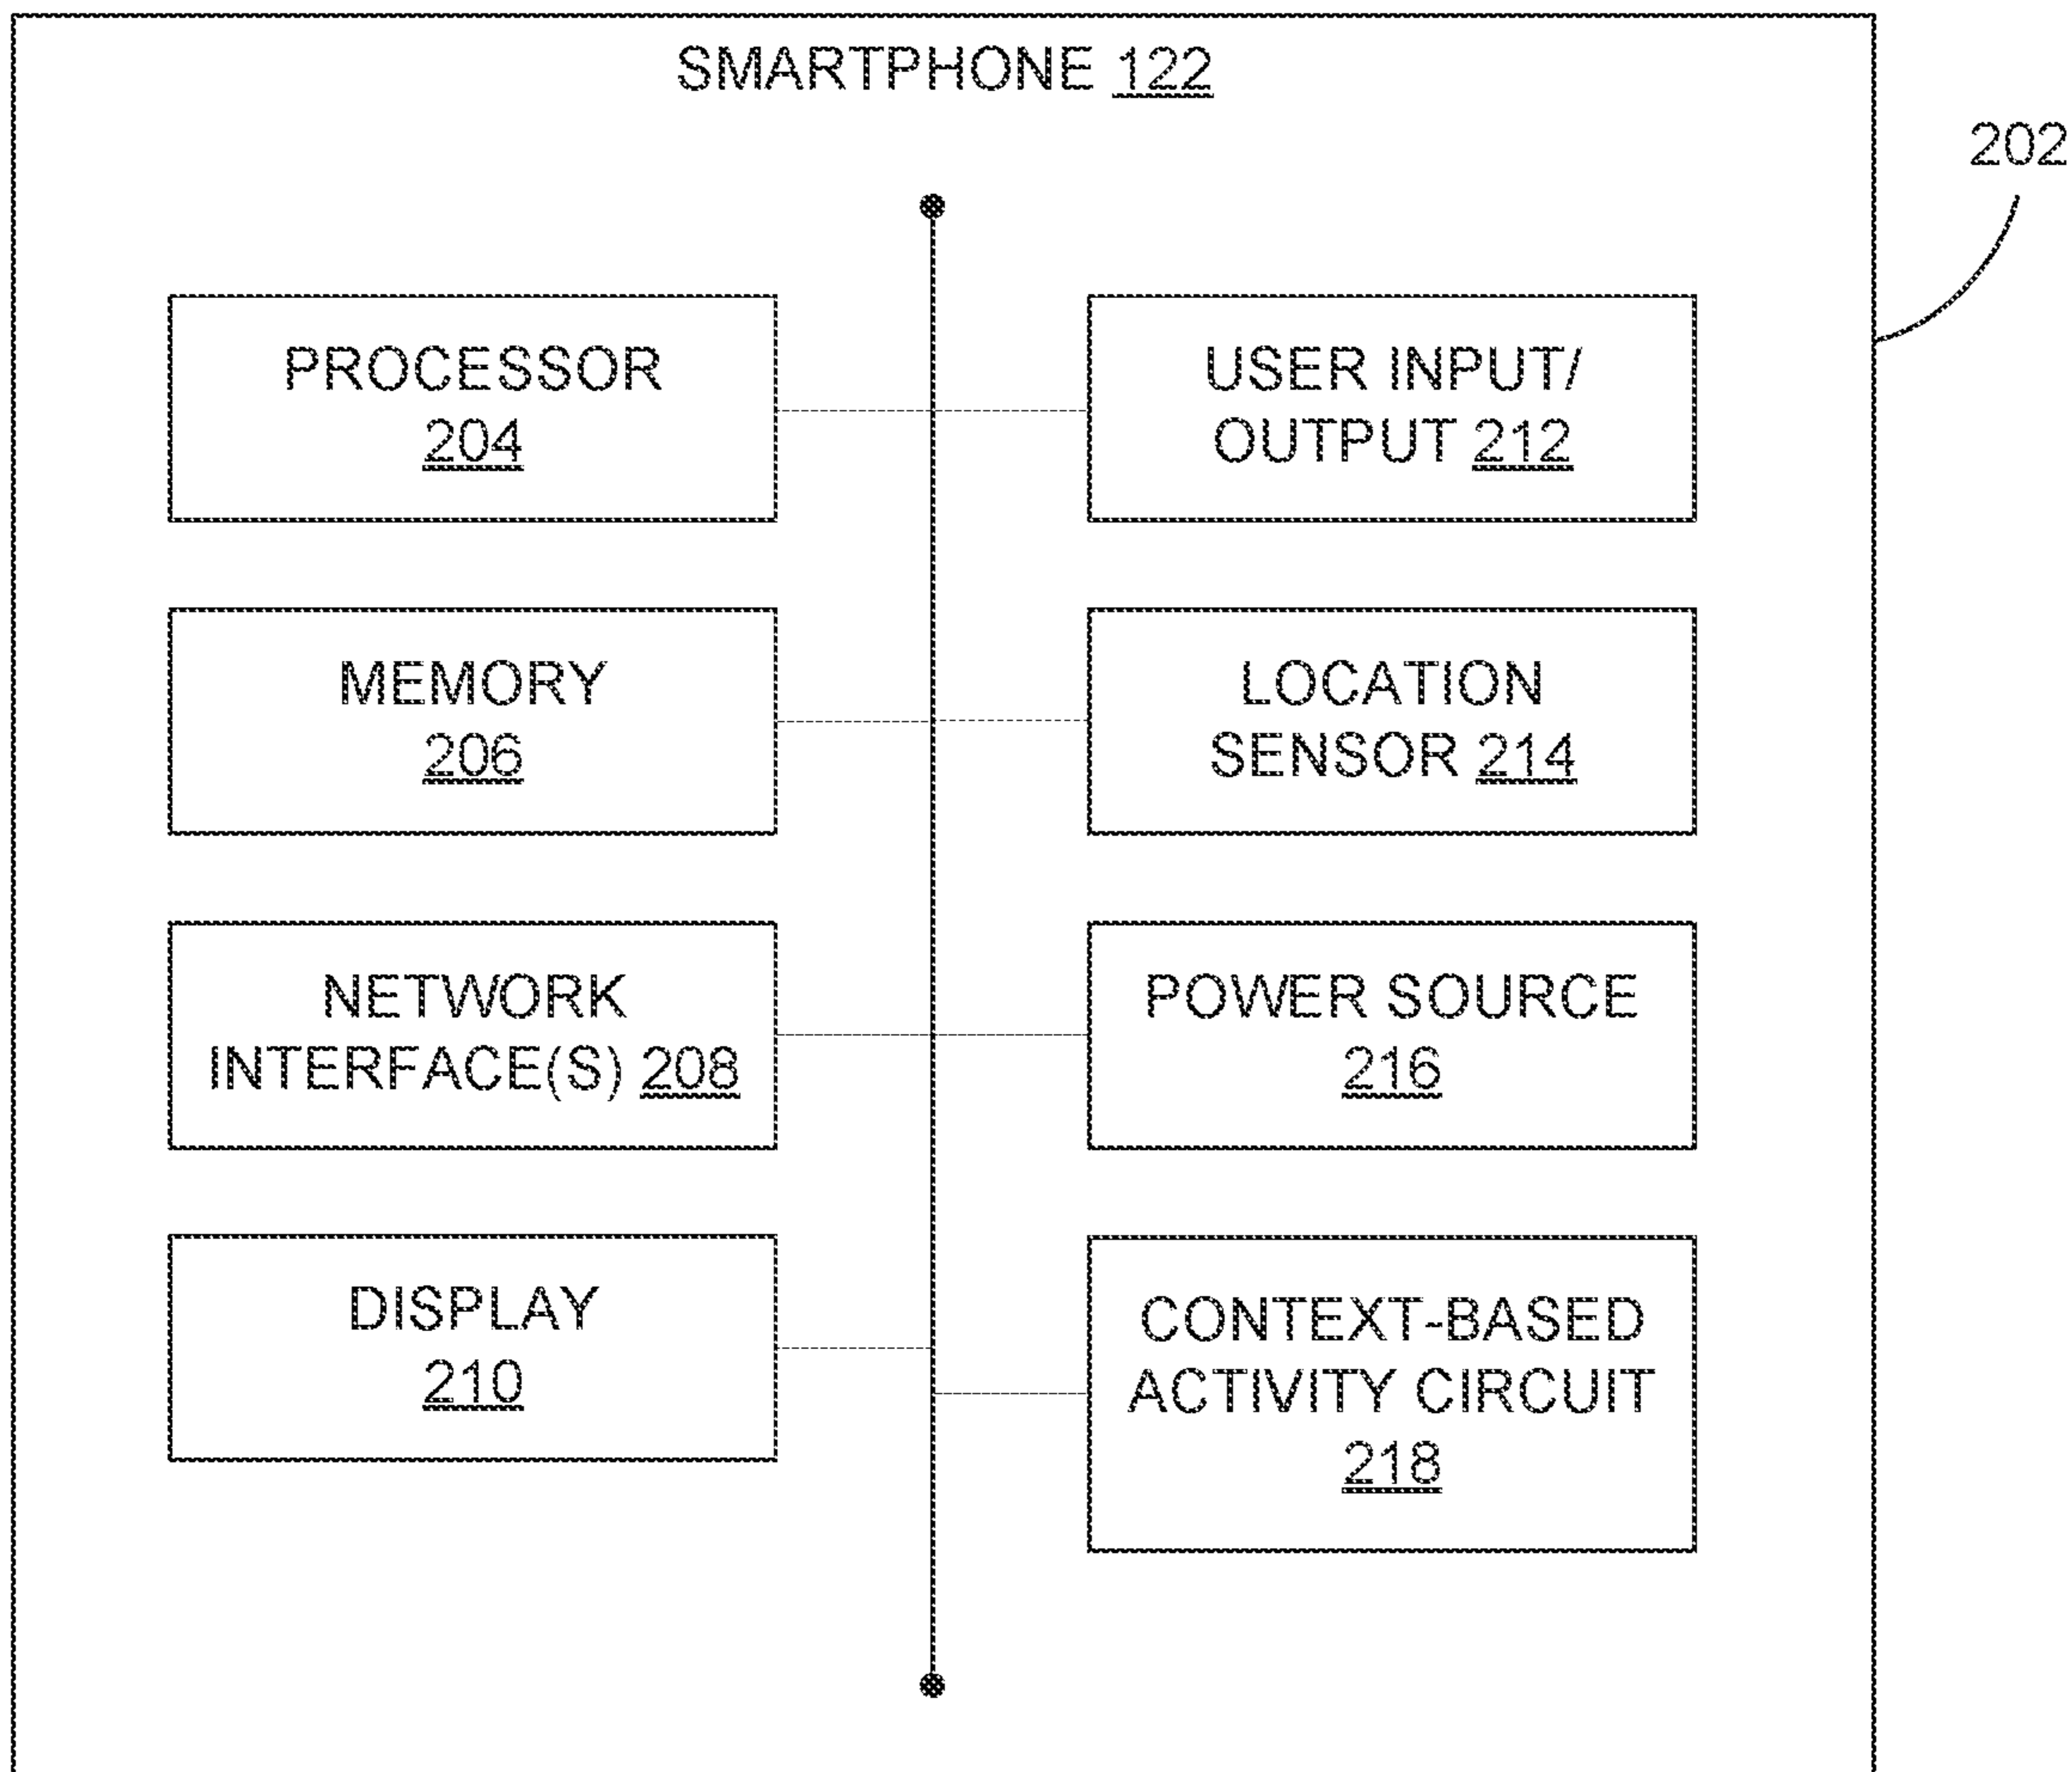 SMARTPHONE 122
202
PROCESSOR
204
USER INPUT/
OUTPUT 212
MEMORY
206
LOCATION
SENSOR 214
NETWORK
INTERFACE(S) 208
POWER SOURCE
216
DISPLAY
210
CONTEXT-BASED
ACTIVITY CIRCUIT
218